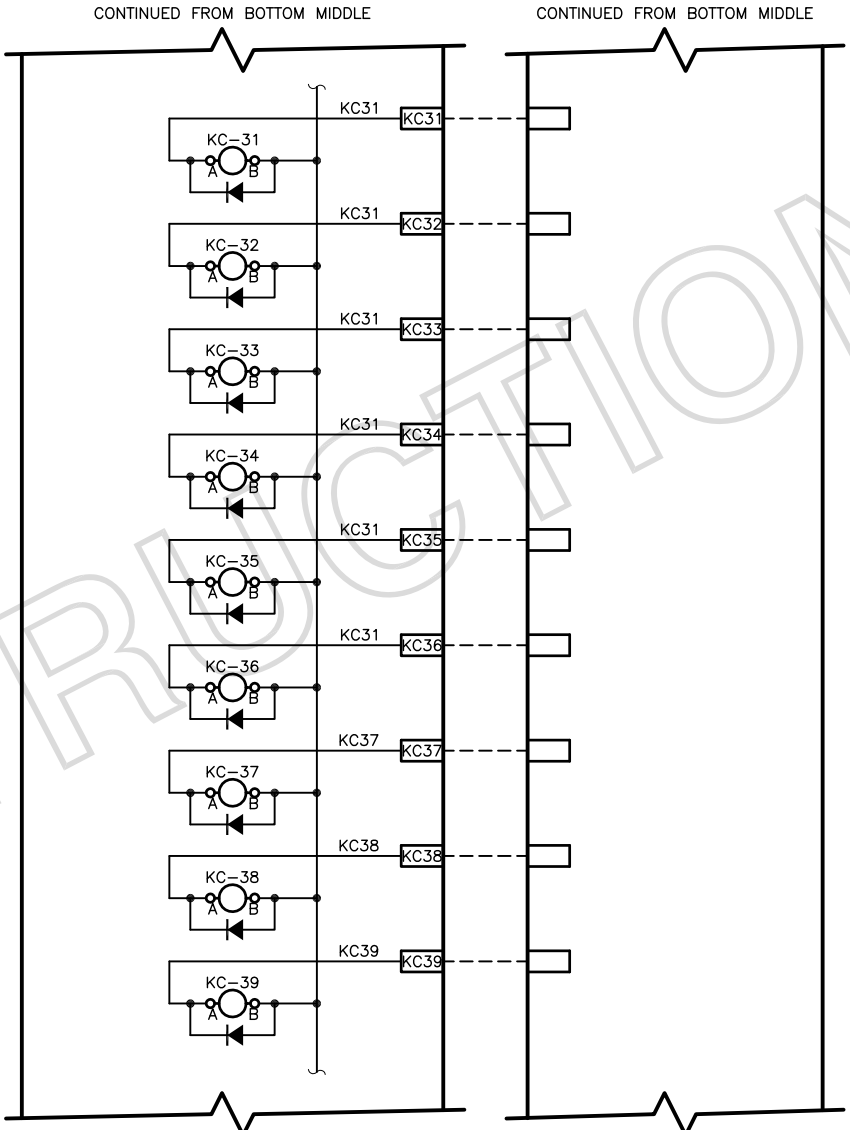 CONTINUED FROM BOTTOM MIDDLE
CONTINUED FROM BOTTOM MIDDLE
KC31
KC31
KC-31
A B
KC31
KC32
KC-32
A B
KC31
KC33
KC-33
A B
KC31
KC34
KC-34
A B
KC31
KC35
KC-35
A B
KC31
KC36
KC-36
A B
KC37
KC37
KC-37
A B
KC38
KC38
KC-38
A B
KC39
KC39
KC-39
A B
RUCTION